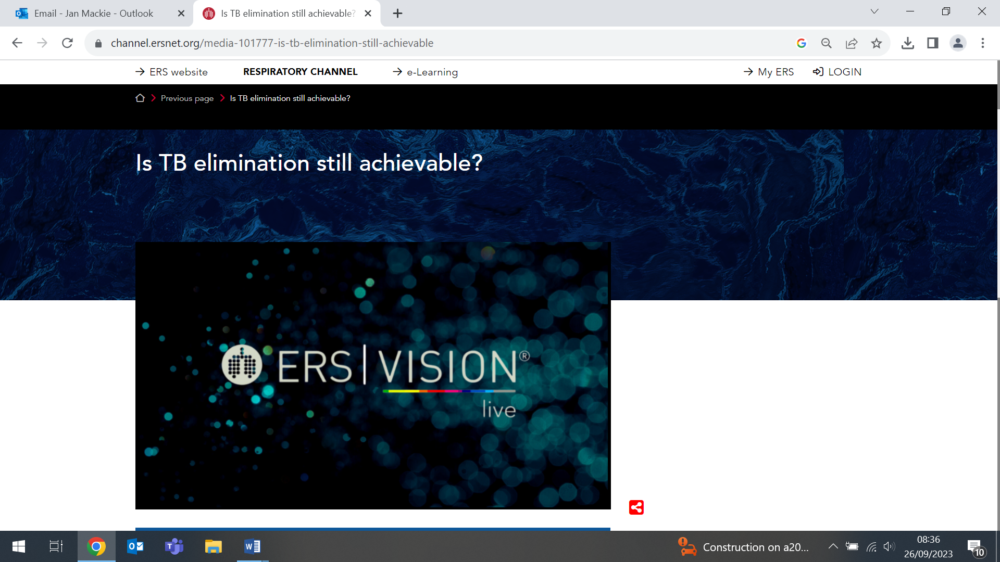 Email - Jan Mackie - Outlook
Is TB elimination still achievable?
channel.ersnet.org/media-101777-is-tb-elimination-still-achievable
ERS website RESPIRATORY CHANNEL e-Learning My ERS LOGIN
Previous page Is TB elimination still achievable?
Is TB elimination still achievable?
ERS | VISION®
live
Construction on a20...
08:36
26/09/2023
10